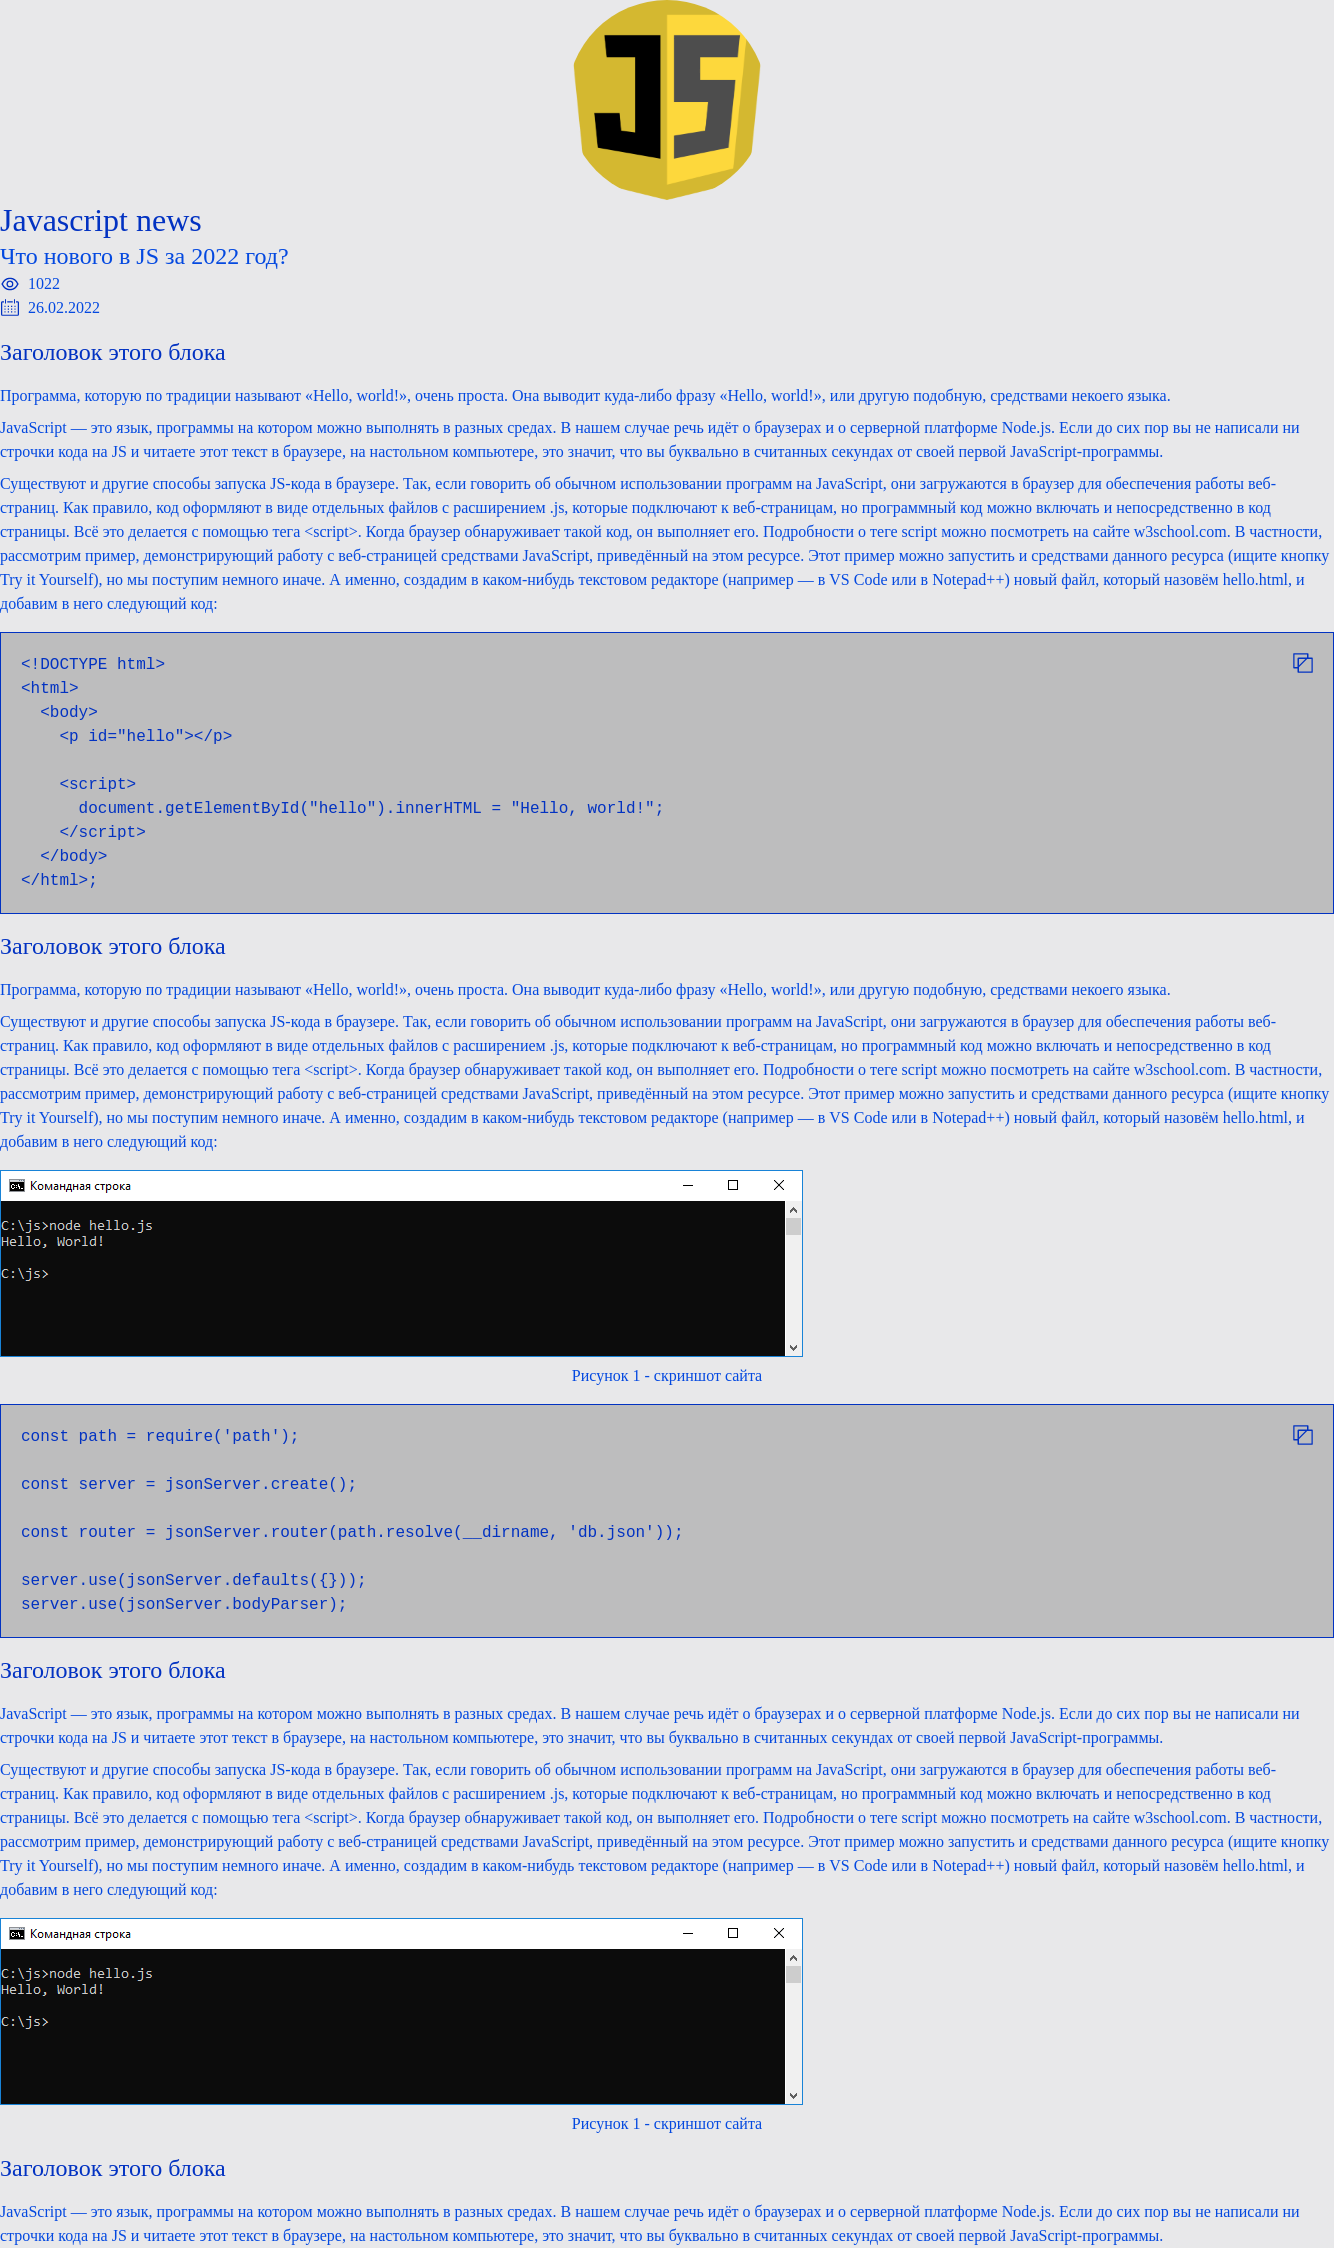 JS
Javascript news
Что нового в JS за 2022 год?
1022
26.02.2022
Заголовок этого блока
Программа, которую по традиции называют «Hello, world!», очень проста. Она выводит куда-либо фразу «Hello, world!», или другую подобную, средствами некоего языка.
JavaScript — это язык, программы на котором можно выполнять в разных средах. В нашем случае речь идёт о браузерах и о серверной платформе Node.js. Если до сих пор вы не написали ни
строчки кода на JS и читаете этот текст в браузере, на настольном компьютере, это значит, что вы буквально в считанных секундах от своей первой JavaScript-программы.
Существуют и другие способы запуска JS-кода в браузере. Так, если говорить об обычном использовании программ на JavaScript, они загружаются в браузер для обеспечения работы веб-
страниц. Как правило, код оформляют в виде отдельных файлов с расширением .js, которые подключают к веб-страницам, но программный код можно включать и непосредственно в код
страницы. Всё это делается с помощью тега <script>. Когда браузер обнаруживает такой код, он выполняет его. Подробности о теге script можно посмотреть на сайте w3school.com. В частности,
рассмотрим пример, демонстрирующий работу с веб-страницей средствами JavaScript, приведённый на этом ресурсе. Этот пример можно запустить и средствами данного ресурса (ищите кнопку
Try it Yourself), но мы поступим немного иначе. А именно, создадим в каком-нибудь текстовом редакторе (например — в VS Code или в Notepad++) новый файл, который назовём hello.html, и
добавим в него следующий код:
<!DOCTYPE html>
<html>
  <body>
    <p id="hello"></p>

    <script>
      document.getElementById("hello").innerHTML = "Hello, world!";
    </script>
  </body>
</html>;
Заголовок этого блока
Программа, которую по традиции называют «Hello, world!», очень проста. Она выводит куда-либо фразу «Hello, world!», или другую подобную, средствами некоего языка.
Существуют и другие способы запуска JS-кода в браузере. Так, если говорить об обычном использовании программ на JavaScript, они загружаются в браузер для обеспечения работы веб-
страниц. Как правило, код оформляют в виде отдельных файлов с расширением .js, которые подключают к веб-страницам, но программный код можно включать и непосредственно в код
страницы. Всё это делается с помощью тега <script>. Когда браузер обнаруживает такой код, он выполняет его. Подробности о теге script можно посмотреть на сайте w3school.com. В частности,
рассмотрим пример, демонстрирующий работу с веб-страницей средствами JavaScript, приведённый на этом ресурсе. Этот пример можно запустить и средствами данного ресурса (ищите кнопку
Try it Yourself), но мы поступим немного иначе. А именно, создадим в каком-нибудь текстовом редакторе (например — в VS Code или в Notepad++) новый файл, который назовём hello.html, и
добавим в него следующий код:
Командная строка
C:\js>node hello.js
Hello, World!
C:\js>
Рисунок 1 - скриншот сайта
const path = require('path');

const server = jsonServer.create();

const router = jsonServer.router(path.resolve(__dirname, 'db.json'));

server.use(jsonServer.defaults({}));
server.use(jsonServer.bodyParser);
Заголовок этого блока
JavaScript — это язык, программы на котором можно выполнять в разных средах. В нашем случае речь идёт о браузерах и о серверной платформе Node.js. Если до сих пор вы не написали ни
строчки кода на JS и читаете этот текст в браузере, на настольном компьютере, это значит, что вы буквально в считанных секундах от своей первой JavaScript-программы.
Существуют и другие способы запуска JS-кода в браузере. Так, если говорить об обычном использовании программ на JavaScript, они загружаются в браузер для обеспечения работы веб-
страниц. Как правило, код оформляют в виде отдельных файлов с расширением .js, которые подключают к веб-страницам, но программный код можно включать и непосредственно в код
страницы. Всё это делается с помощью тега <script>. Когда браузер обнаруживает такой код, он выполняет его. Подробности о теге script можно посмотреть на сайте w3school.com. В частности,
рассмотрим пример, демонстрирующий работу с веб-страницей средствами JavaScript, приведённый на этом ресурсе. Этот пример можно запустить и средствами данного ресурса (ищите кнопку
Try it Yourself), но мы поступим немного иначе. А именно, создадим в каком-нибудь текстовом редакторе (например — в VS Code или в Notepad++) новый файл, который назовём hello.html, и
добавим в него следующий код:
Командная строка
C:\js>node hello.js
Hello, World!
C:\js>
Рисунок 1 - скриншот сайта
Заголовок этого блока
JavaScript — это язык, программы на котором можно выполнять в разных средах. В нашем случае речь идёт о браузерах и о серверной платформе Node.js. Если до сих пор вы не написали ни
строчки кода на JS и читаете этот текст в браузере, на настольном компьютере, это значит, что вы буквально в считанных секундах от своей первой JavaScript-программы.